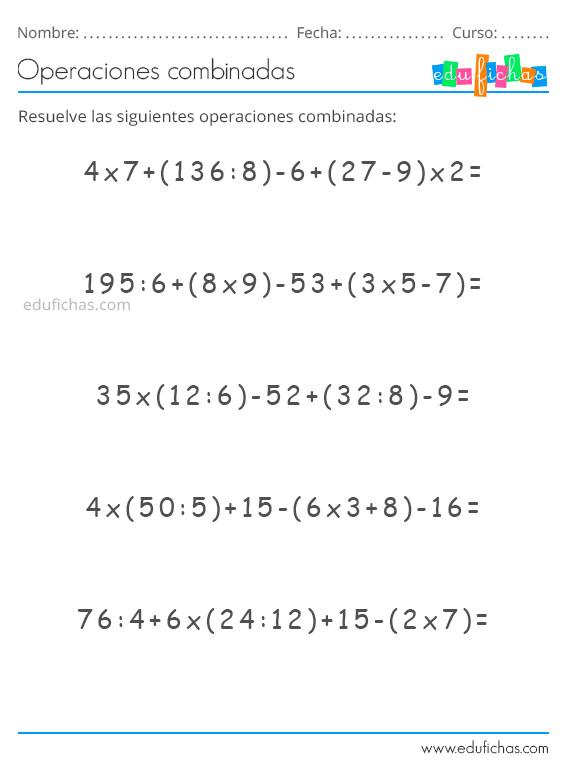 Nombre: ................................. Fecha: ................ Curso: ........
Operaciones combinadas
edufichas
Resuelve las siguientes operaciones combinadas:
4x7+(136:8)-6+(27-9)x2=
195:6+(8x9)-53+(3x5-7)=
edufichas.com
35x(12:6)-52+(32:8)-9=
4x(50:5)+15-(6x3+8)-16=
76:4+6x(24:12)+15-(2x7)=
www.edufichas.com